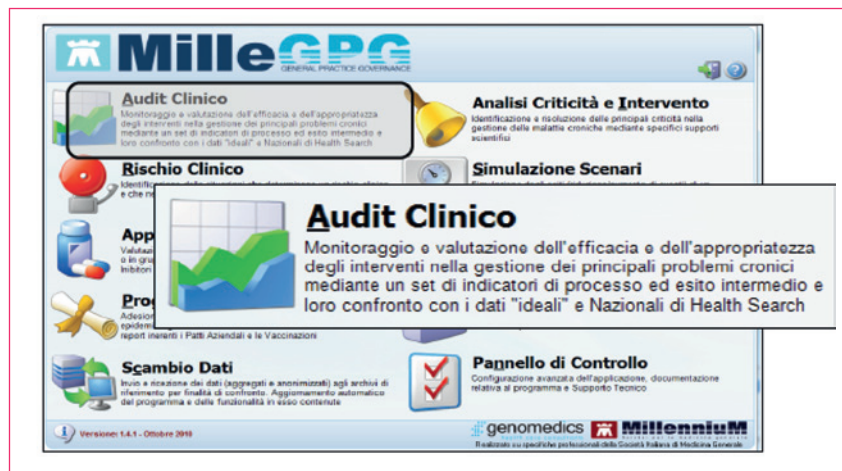 MilleGPG
GENERAL PRACTICE GOVERNANCE
Audit Clinico
Monitoraggio e valutazione dell'efficacia e dell'appropriatezza
degli interventi nella gestione dei principali problemi cronici
mediante un set di indicatori di processo ed esito intermedio e
loro confronto con i dati "ideali" e Nazionali di Health Search
Analisi Criticità e Intervento
Identificazione e risoluzione delle principali criticità nella
gestione delle malattie croniche mediante specifici supporti
scientifici
Rischio Clinico
Simulazione Scenari
e che
Audit Clinico
Monitoraggio e valutazione dell'efficacia e dell'appropriatezza
degli interventi nella gestione dei principali problemi cronici
mediante un set di indicatori di processo ed esito intermedio e
loro confronto con i dati "ideali" e Nazionali di Health Search
report inerenti i Patti Aziendali e le Vaccinazioni
Scambio Dati
Invio e ricezione dei dati (aggregati e anonimizzati) agli archivi di
riferimento per finalità di confronto. Aggiornamento automatico
del programma e delle funzionalità in esso contenute
Pannello di Controllo
Configurazione avanzata dell'applicazione, documentazione
relativa al programma e Supporto Tecnico
Versione: 1.4.1 - Ottobre 2010
genomedics
MillenniuM
Realizzato su specifiche professionali della Società Italiana di Medicina Generale